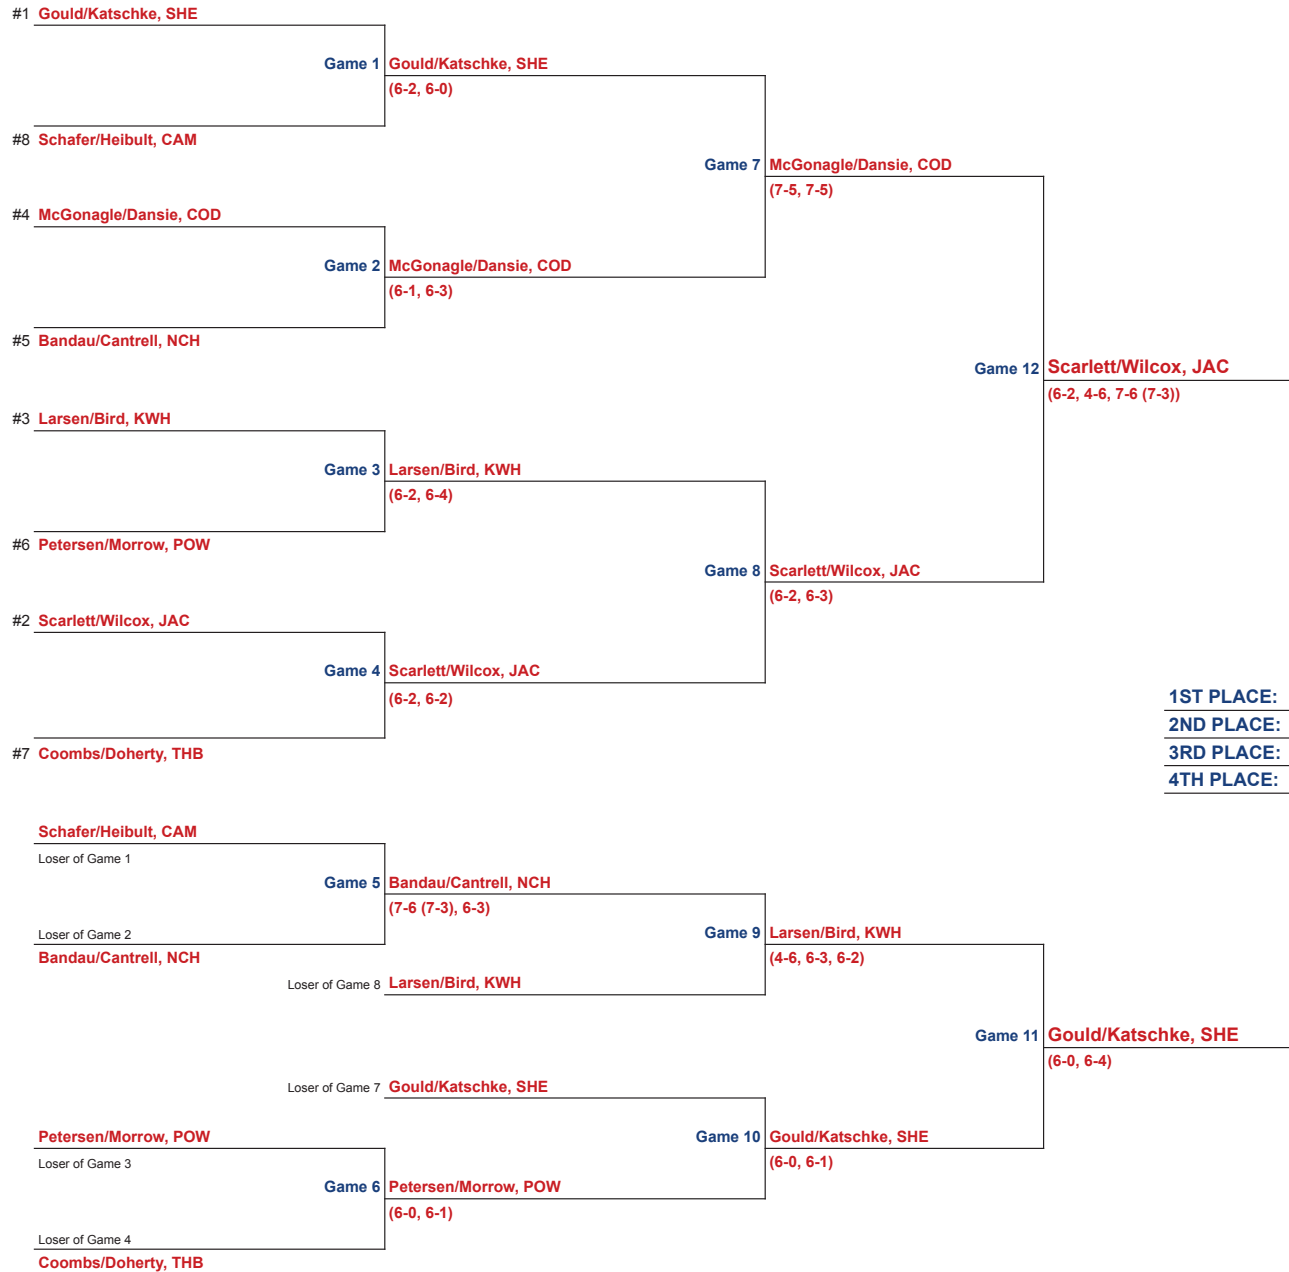 #1 Gould/Katschke, SHE
Game 1 Gould/Katschke, SHE
(6-2, 6-0)
#8 Schafer/Heibult, CAM
Game 7 McGonagle/Dansie, COD
(7-5, 7-5)
#4 McGonagle/Dansie, COD
Game 2 McGonagle/Dansie, COD
(6-1, 6-3)
#5 Bandau/Cantrell, NCH
Game 12 Scarlett/Wilcox, JAC
(6-2, 4-6, 7-6 (7-3))
#3 Larsen/Bird, KWH
Game 3 Larsen/Bird, KWH
(6-2, 6-4)
#6 Petersen/Morrow, POW
Game 8 Scarlett/Wilcox, JAC
(6-2, 6-3)
#2 Scarlett/Wilcox, JAC
Game 4 Scarlett/Wilcox, JAC
(6-2, 6-2)
#7 Coombs/Doherty, THB
1ST PLACE:
2ND PLACE:
3RD PLACE:
4TH PLACE:
Schafer/Heibult, CAM
Loser of Game 1
Game 5 Bandau/Cantrell, NCH
(7-6 (7-3), 6-3)
Loser of Game 2
Bandau/Cantrell, NCH
Game 9 Larsen/Bird, KWH
(4-6, 6-3, 6-2)
Loser of Game 8 Larsen/Bird, KWH
Game 11 Gould/Katschke, SHE
(6-0, 6-4)
Loser of Game 7 Gould/Katschke, SHE
Game 10 Gould/Katschke, SHE
(6-0, 6-1)
Petersen/Morrow, POW
Loser of Game 3
Game 6 Petersen/Morrow, POW
(6-0, 6-1)
Loser of Game 4
Coombs/Doherty, THB